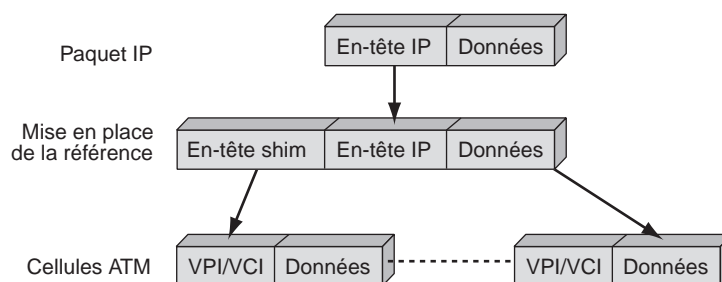 Paquet IP
En-tête IP
Données
Mise en place
de la référence
En-tête shim
En-tête IP
Données
Cellules ATM
VPI/VCI
Données
VPI/VCI
Données